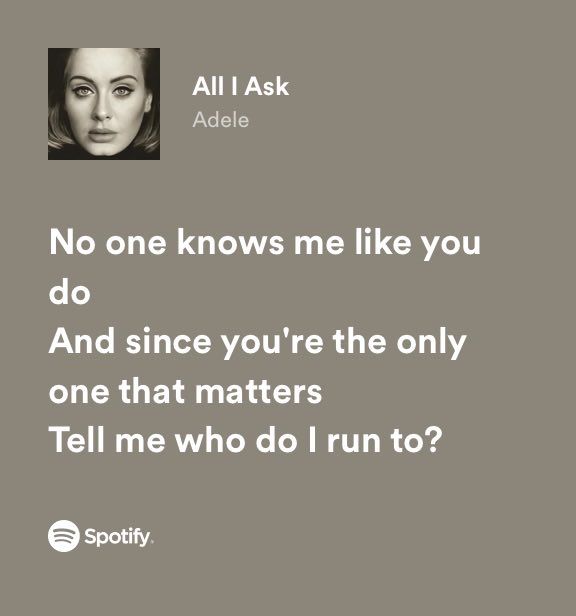 All I Ask
Adele
No one knows me like you
do
And since you're the only
one that matters
Tell me who do I run to?
Spotify